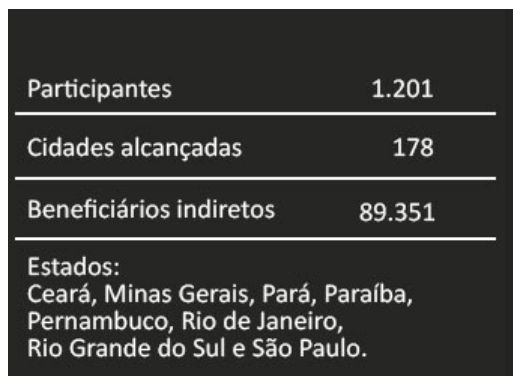 Participantes 1.201
Cidades alcançadas 178
Beneficiários indiretos 89.351
Estados:
Ceará, Minas Gerais, Pará, Paraíba,
Pernambuco, Rio de Janeiro,
Rio Grande do Sul e São Paulo.